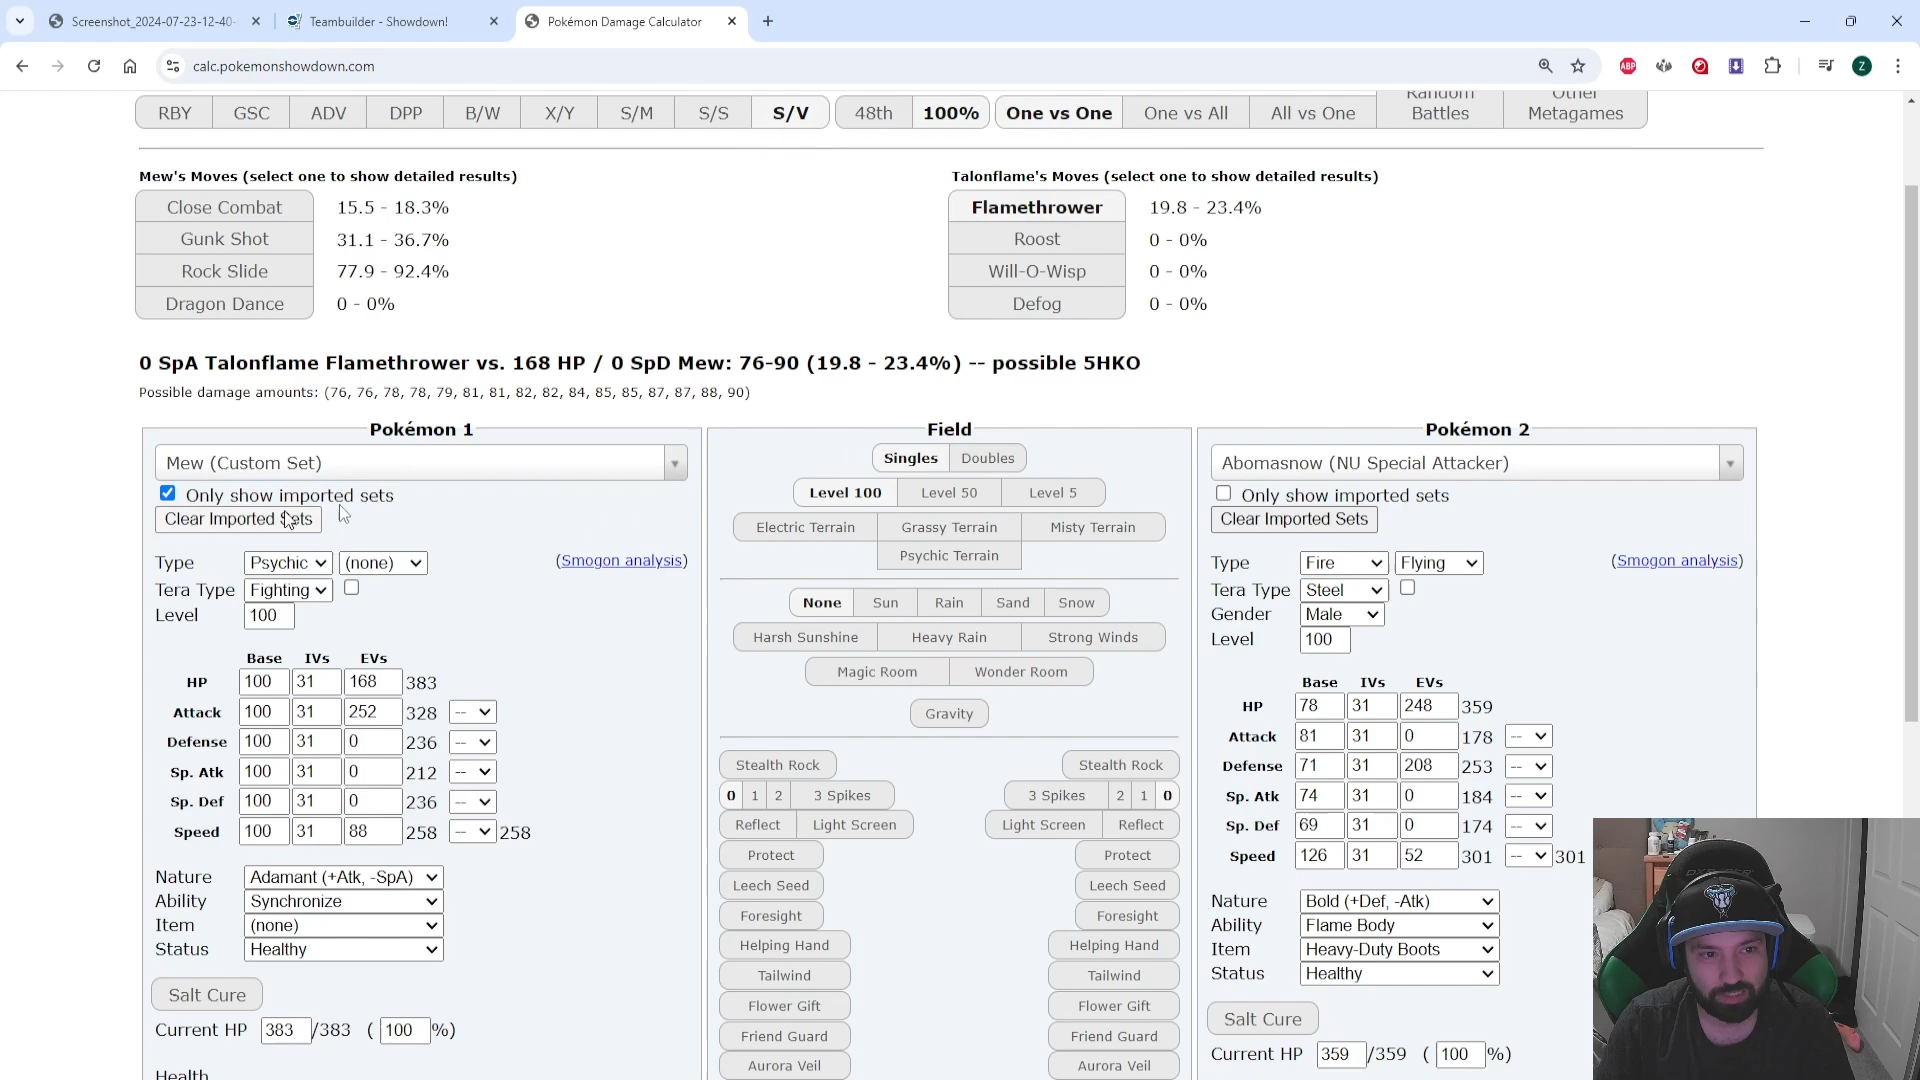 Screenshot_2024-07-23-12-40-
Teambuilder - Showdown!
Pokémon Damage Calculator
calc.pokemonshowdown.com
ABP
Z
RBY GSC ADV DPP B/W X/Y S/M S/S S/V 48th 100% One vs One One vs All All vs One Random Battles Other Metagames
Mew's Moves (select one to show detailed results)
Close Combat 15.5 - 18.3%
Gunk Shot 31.1 - 36.7%
Rock Slide 77.9 - 92.4%
Dragon Dance 0 - 0%
Talonflame's Moves (select one to show detailed results)
Flamethrower 19.8 - 23.4%
Roost 0 - 0%
Will-O-Wisp 0 - 0%
Defog 0 - 0%
0 SpA Talonflame Flamethrower vs. 168 HP / 0 SpD Mew: 76-90 (19.8 - 23.4%) -- possible 5HKO
Possible damage amounts: (76, 76, 78, 78, 79, 81, 81, 82, 82, 84, 85, 85, 87, 87, 88, 90)
Pokémon 1
Mew (Custom Set)
Only show imported sets
Clear Imported Sets
Type Psychic (none) (Smogon analysis)
Tera Type Fighting
Level 100
Base IVs EVs
HP 100 31 168 383
Attack 100 31 252 328 --
Defense 100 31 0 236 --
Sp. Atk 100 31 0 212 --
Sp. Def 100 31 0 236 --
Speed 100 31 88 258 -- 258
Nature Adamant (+Atk, -SpA)
Ability Synchronize
Item (none)
Status Healthy
Salt Cure
Current HP 383 /383 ( 100 %)
Health
Field
Singles Doubles
Level 100 Level 50 Level 5
Electric Terrain Grassy Terrain Misty Terrain
Psychic Terrain
None Sun Rain Sand Snow
Harsh Sunshine Heavy Rain Strong Winds
Magic Room Wonder Room
Gravity
Stealth Rock Stealth Rock
0 1 2 3 Spikes 3 Spikes 2 1 0
Reflect Light Screen Light Screen Reflect
Protect Protect
Leech Seed Leech Seed
Foresight Foresight
Helping Hand Helping Hand
Tailwind Tailwind
Flower Gift Flower Gift
Friend Guard Friend Guard
Aurora Veil Aurora Veil
Pokémon 2
Abomasnow (NU Special Attacker)
Only show imported sets
Clear Imported Sets
Type Fire Flying (Smogon analysis)
Tera Type Steel
Gender Male
Level 100
Base IVs EVs
HP 78 31 248 359
Attack 81 31 0 178 --
Defense 71 31 208 253 --
Sp. Atk 74 31 0 184 --
Sp. Def 69 31 0 174 --
Speed 126 31 52 301 -- 301
Nature Bold (+Def, -Atk)
Ability Flame Body
Item Heavy-Duty Boots
Status Healthy
Salt Cure
Current HP 359 /359 ( 100 %)